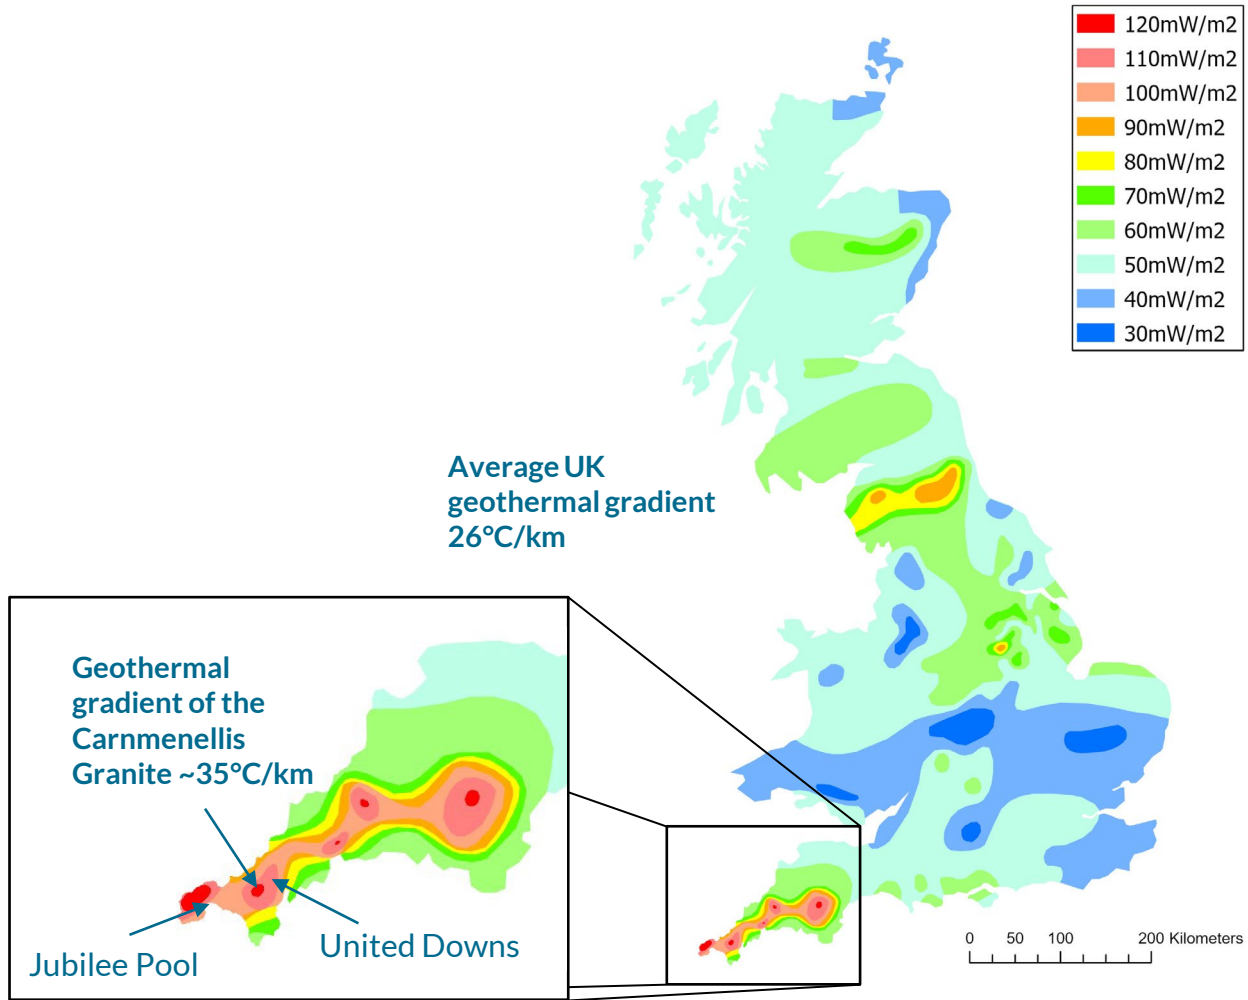 120mW/m2
110mW/m2
100mW/m2
90mW/m2
80mW/m2
70mW/m2
60mW/m2
50mW/m2
40mW/m2
30mW/m2
Average UK
geothermal gradient
26°C/km
Geothermal
gradient of the
Carnmenellis
Granite ~35°C/km
United Downs
Jubilee Pool
0 50 100 200 Kilometers